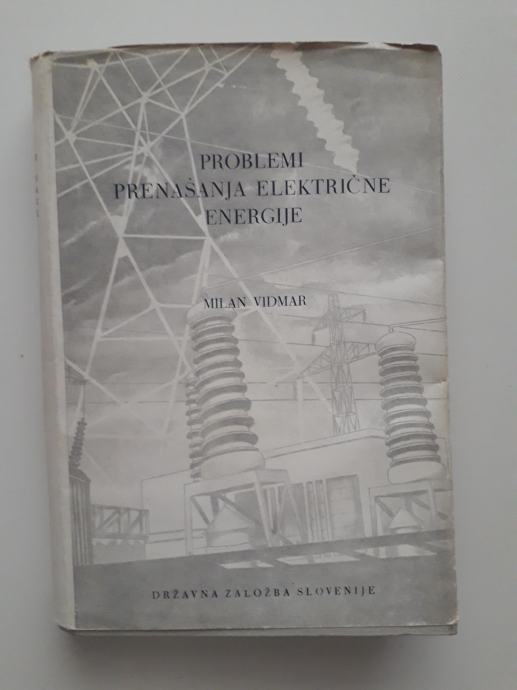 PROBLEMI
PRENAŠANJA ELEKTRIČNE
ENERGIJE
MILAN VIDMAR
DRŽAVNA ZALOŽBA SLOVENIJE